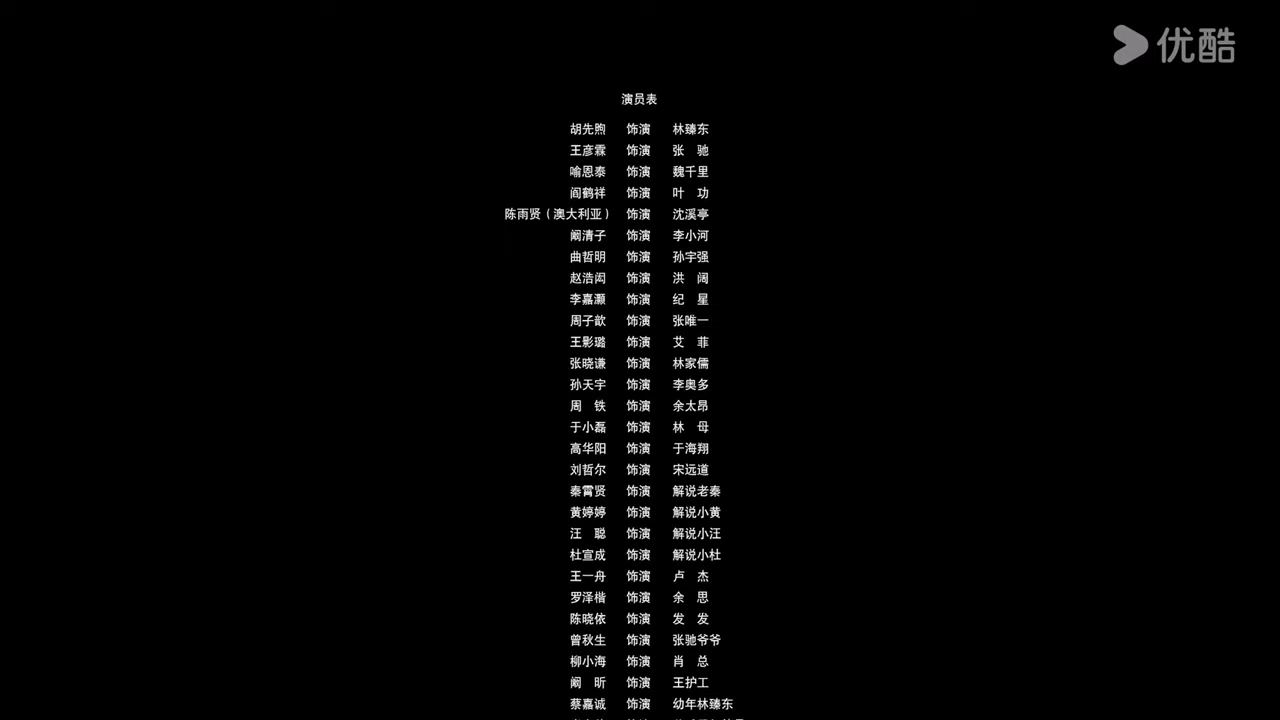 优酷
演员表
胡先煦 饰演 林臻东
王彦霖 饰演 张 驰
喻恩泰 饰演 魏千里
阎鹤祥 饰演 叶 功
陈雨贤（澳大利亚） 饰演 沈溪亭
阚清子 饰演 李小河
曲哲明 饰演 孙宇强
赵浩闳 饰演 洪 阔
李嘉灏 饰演 纪 星
周子歆 饰演 张唯一
王影璐 饰演 艾 菲
张晓谦 饰演 林家儒
孙天宇 饰演 李奥多
周 铁 饰演 余太昂
于小磊 饰演 林 母
高华阳 饰演 于海翔
刘哲尔 饰演 宋远道
秦霄贤 饰演 解说老秦
黄婷婷 饰演 解说小黄
汪 聪 饰演 解说小汪
杜宣成 饰演 解说小杜
王一舟 饰演 卢 杰
罗泽楷 饰演 余 思
陈晓依 饰演 发 发
曾秋生 饰演 张驰爷爷
柳小海 饰演 肖 总
阚 昕 饰演 王护工
蔡嘉诚 饰演 幼年林臻东